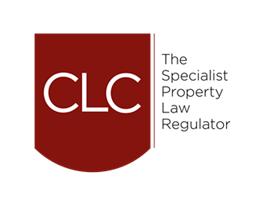 CLC
The
Specialist
Property
Law
Regulator